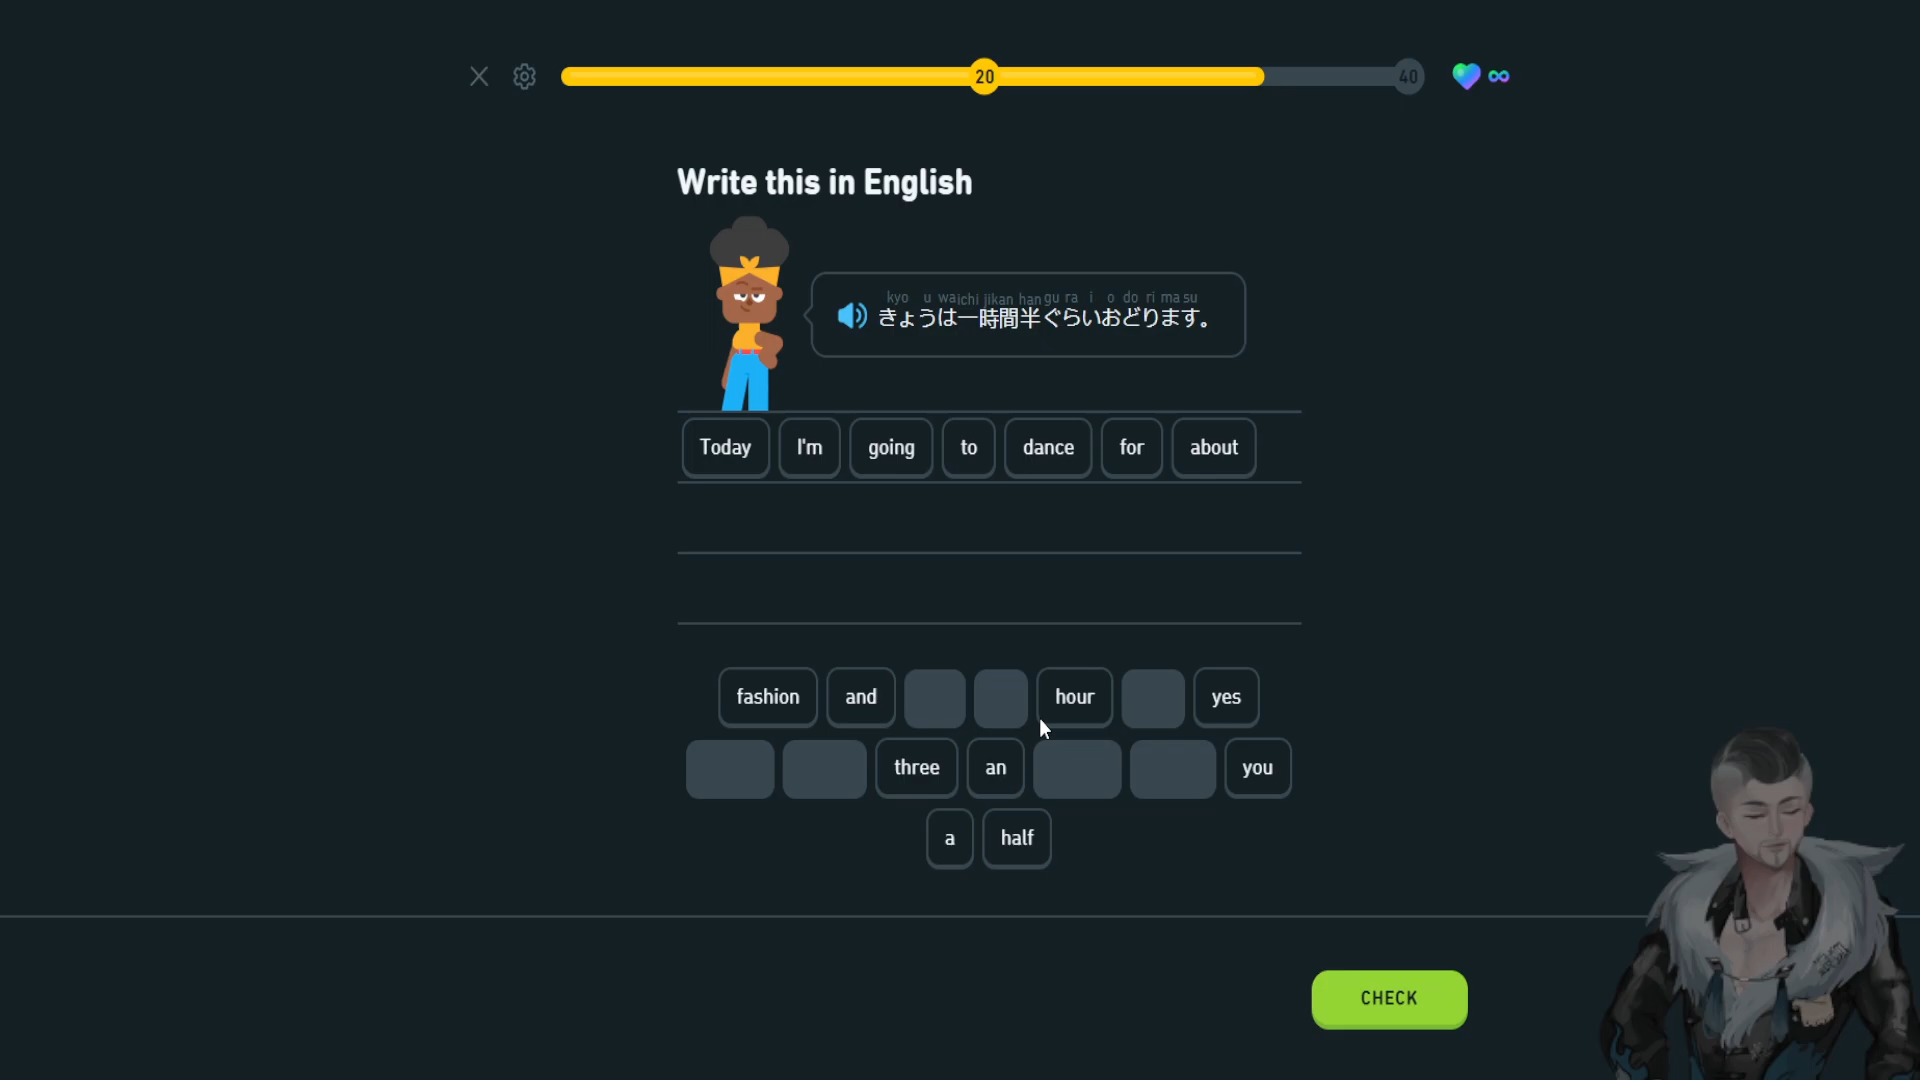 20
40
Write this in English
kyo u wa ichi jikan han gu ra i o do ri ma su
きょうは一時間半ぐらいおどります。
Today I'm going to dance for about
fashion and hour yes
three an you
a half
CHECK